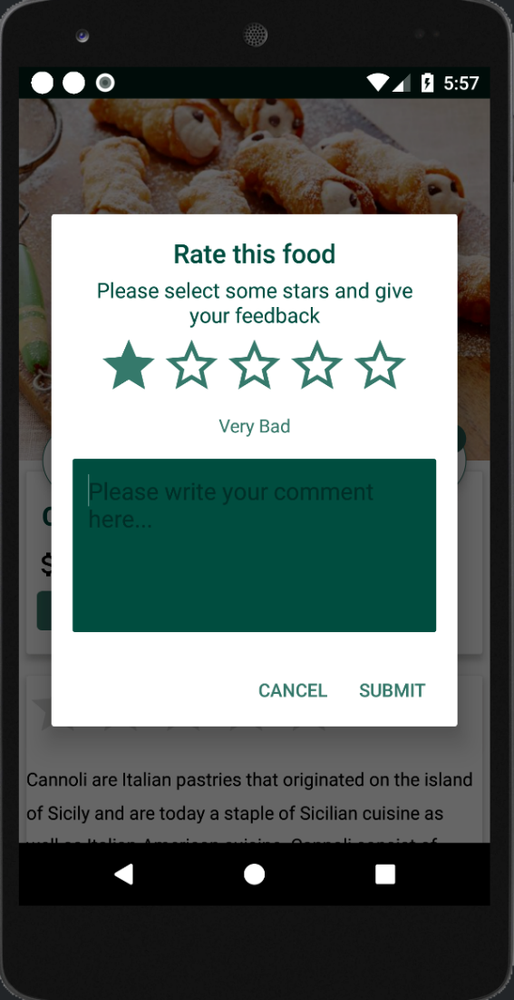 5:57
Rate this food
Please select some stars and give
your feedback
Very Bad
Please write your comment
here...
$
CANCEL
SUBMIT
Cannoli are Italian pastries that originated on the island
of Sicily and are today a staple of Sicilian cuisine as
well as Italian-American cuisine. Cannoli consist of